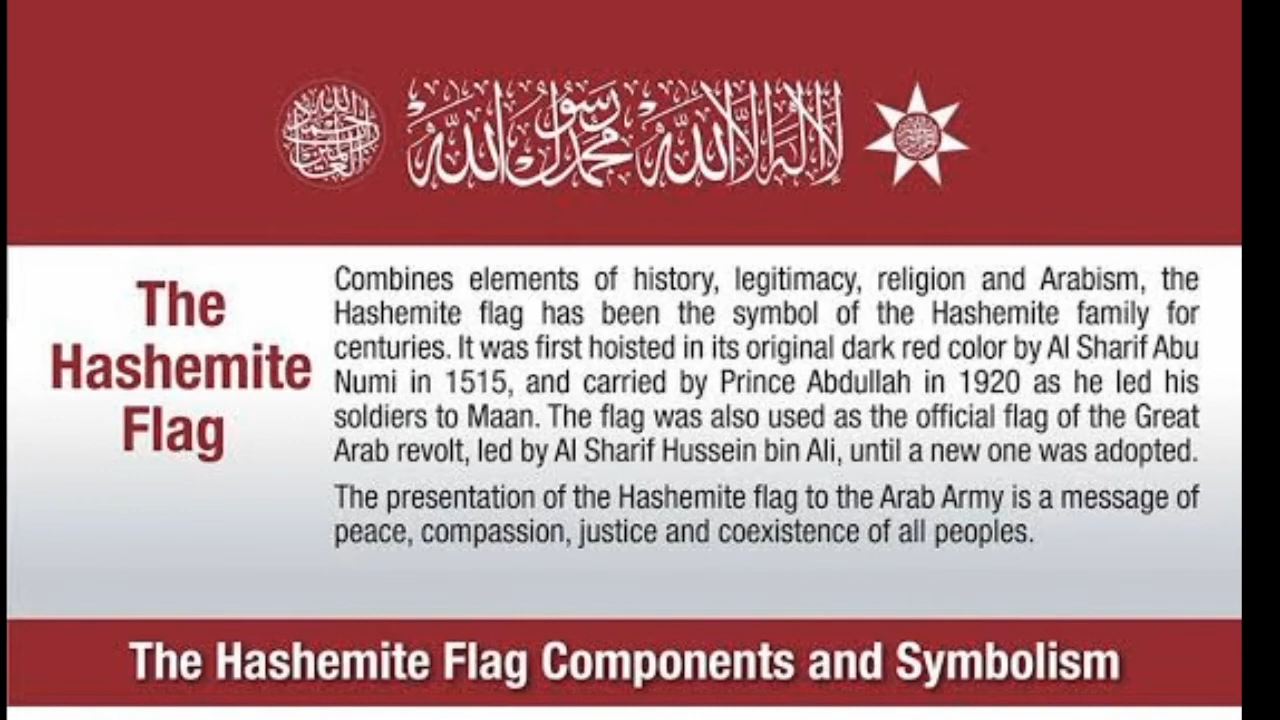 لا إله إلا الله محمد رسول الله
الحمد لله رب العالمين
The
Hashemite
Flag
Combines elements of history, legitimacy, religion and Arabism, the
Hashemite flag has been the symbol of the Hashemite family for
centuries. It was first hoisted in its original dark red color by Al Sharif Abu
Numi in 1515, and carried by Prince Abdullah in 1920 as he led his
soldiers to Maan. The flag was also used as the official flag of the Great
Arab revolt, led by Al Sharif Hussein bin Ali, until a new one was adopted.
The presentation of the Hashemite flag to the Arab Army is a message of
peace, compassion, justice and coexistence of all peoples.
The Hashemite Flag Components and Symbolism